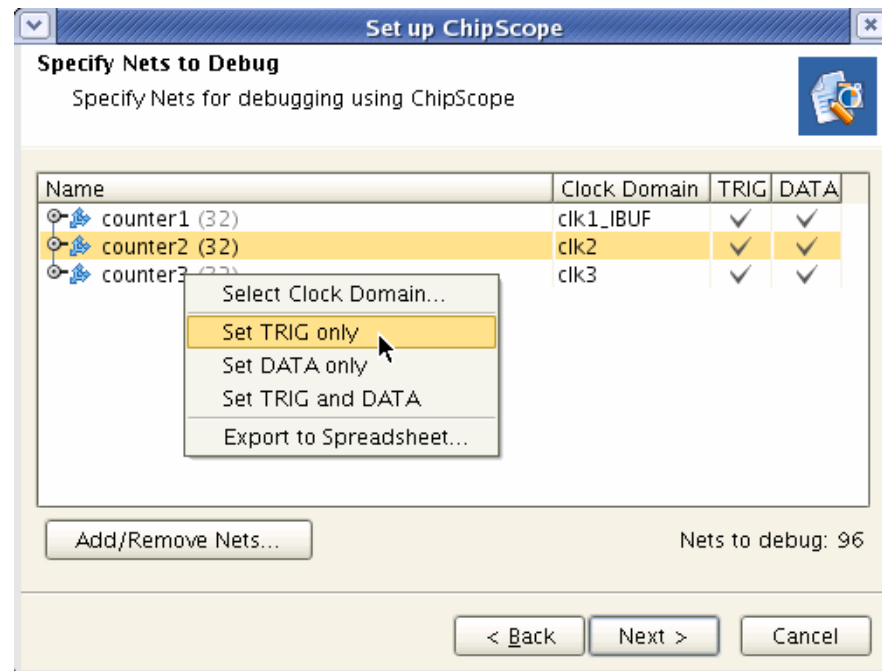 Set up ChipScope
Specify Nets to Debug
Specify Nets for debugging using ChipScope
Name Clock Domain TRIG DATA
counter1 (32) clk1_IBUF
counter2 (32) clk2
counter3 (32) clk3
Select Clock Domain...
Set TRIG only
Set DATA only
Set TRIG and DATA
Export to Spreadsheet...
Add/Remove Nets... Nets to debug: 96
< Back Next > Cancel